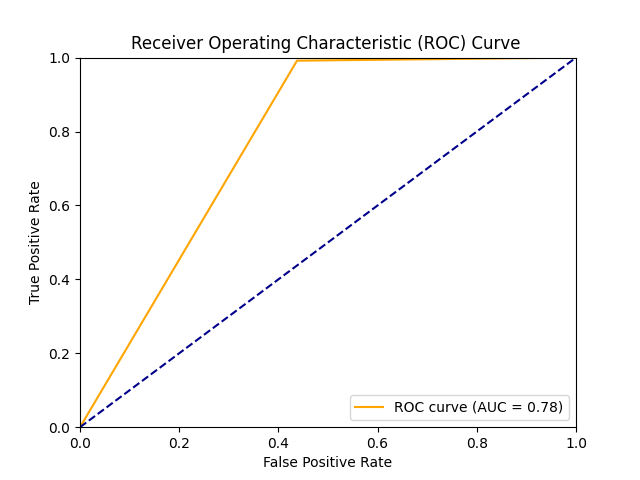 Receiver Operating Characteristic (ROC) Curve
1.0
0.8
0.6
0.4
0.2
0.0
True Positive Rate
ROC curve (AUC = 0.78)
0.0 0.2 0.4 0.6 0.8 1.0
False Positive Rate